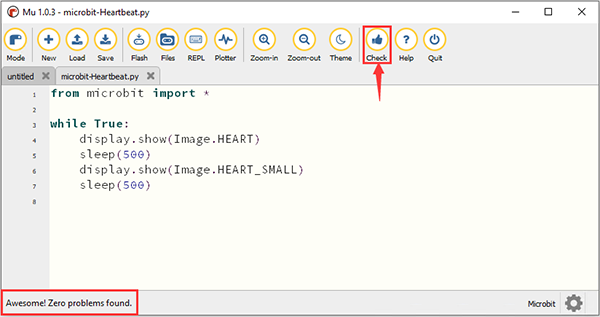 Mu 1.0.3 - microbit-Heartbeat.py
Mode New Load Save Flash Files REPL Plotter Zoom-in Zoom-out Theme Check Help Quit
untitled microbit-Heartbeat.py
1 from microbit import *
2
3 while True:
4     display.show(Image.HEART)
5     sleep(500)
6     display.show(Image.HEART_SMALL)
7     sleep(500)
8
Awesome! Zero problems found. Microbit